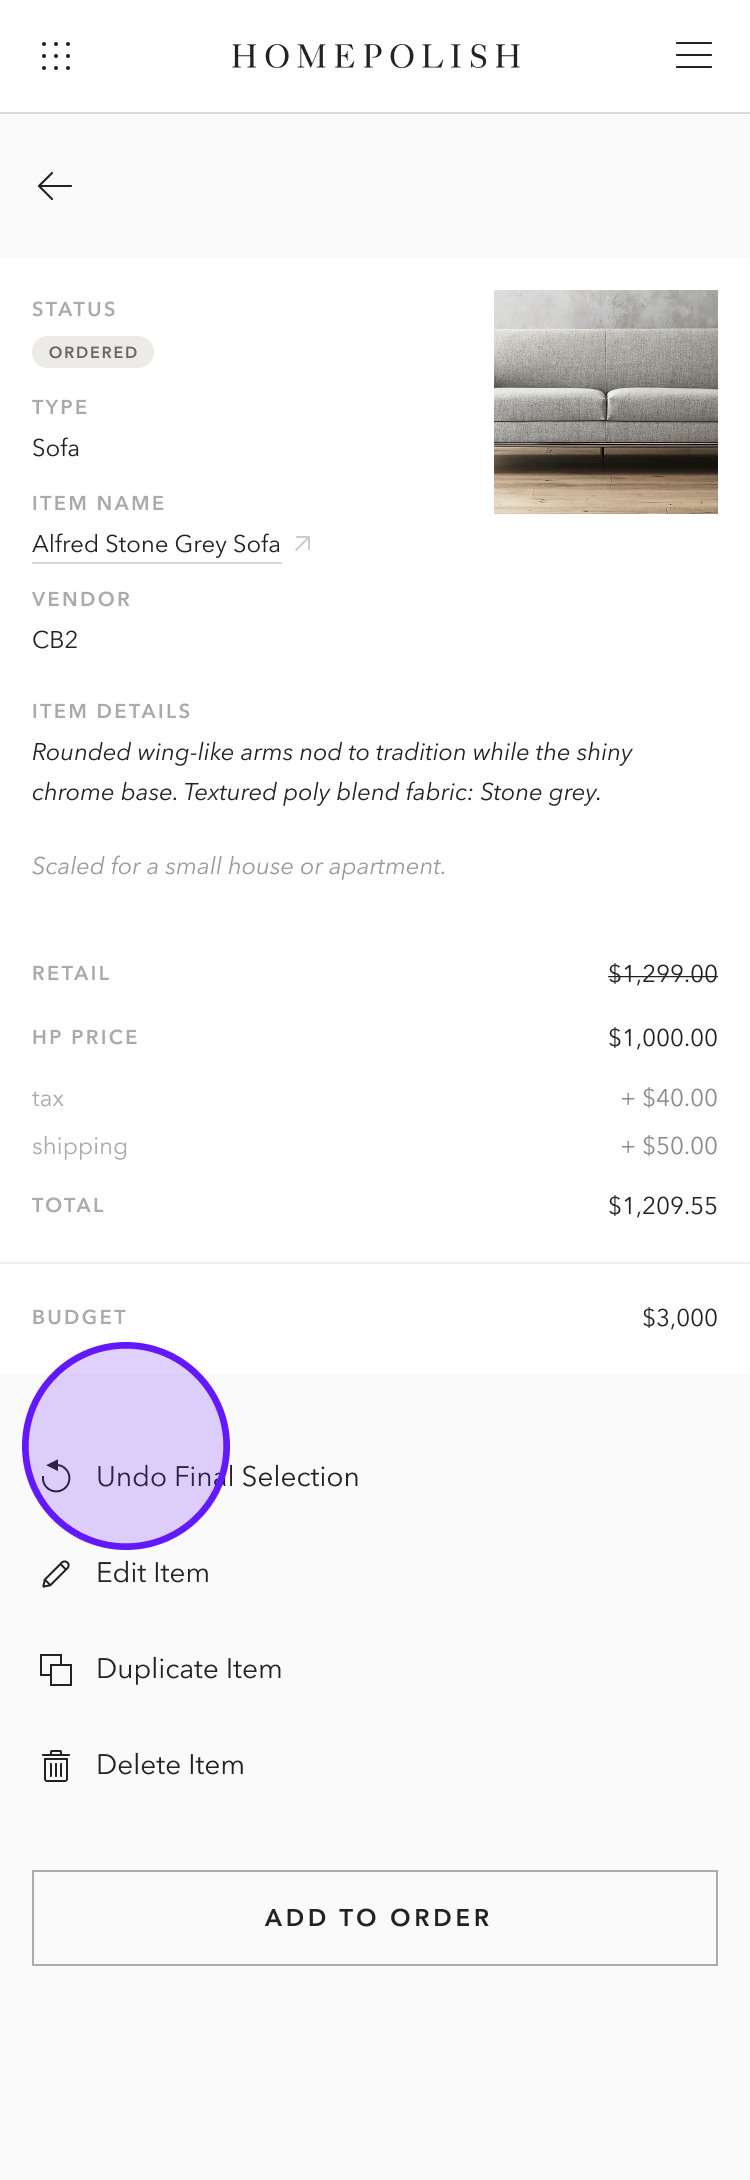 HOMEPOLISH
STATUS
ORDERED
TYPE
Sofa
ITEM NAME
Alfred Stone Grey Sofa
VENDOR
CB2
ITEM DETAILS
Rounded wing-like arms nod to tradition while the shiny
chrome base. Textured poly blend fabric: Stone grey.
Scaled for a small house or apartment.
RETAIL $1,299.00
HP PRICE $1,000.00
tax + $40.00
shipping + $50.00
TOTAL $1,209.55
BUDGET $3,000
Undo Final Selection
Edit Item
Duplicate Item
Delete Item
ADD TO ORDER